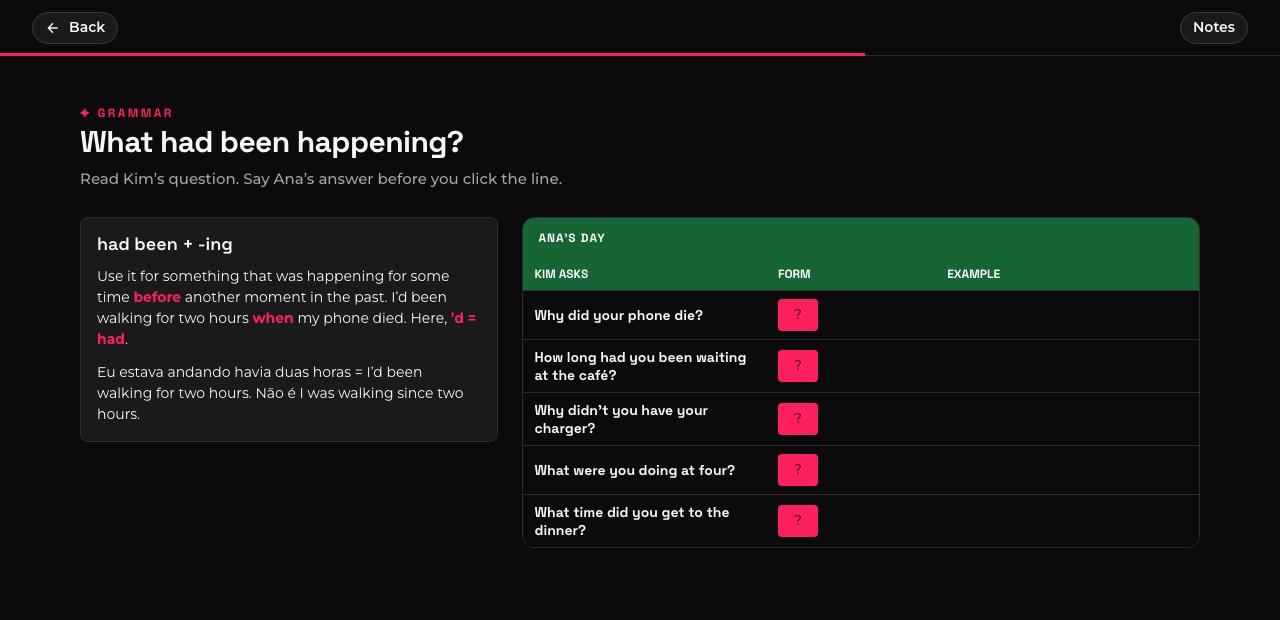 ← Back
Notes
✦ GRAMMAR
What had been happening?
Read Kim's question. Say Ana's answer before you click the line.
had been + -ing
Use it for something that was happening for some
time before another moment in the past. I'd been
walking for two hours when my phone died. Here, 'd =
had.
Eu estava andando havia duas horas = I'd been
walking for two hours. Não é I was walking since two
hours.
ANA'S DAY
KIM ASKS FORM EXAMPLE
Why did your phone die? ?
How long had you been waiting
at the café? ?
Why didn't you have your
charger? ?
What were you doing at four? ?
What time did you get to the
dinner? ?